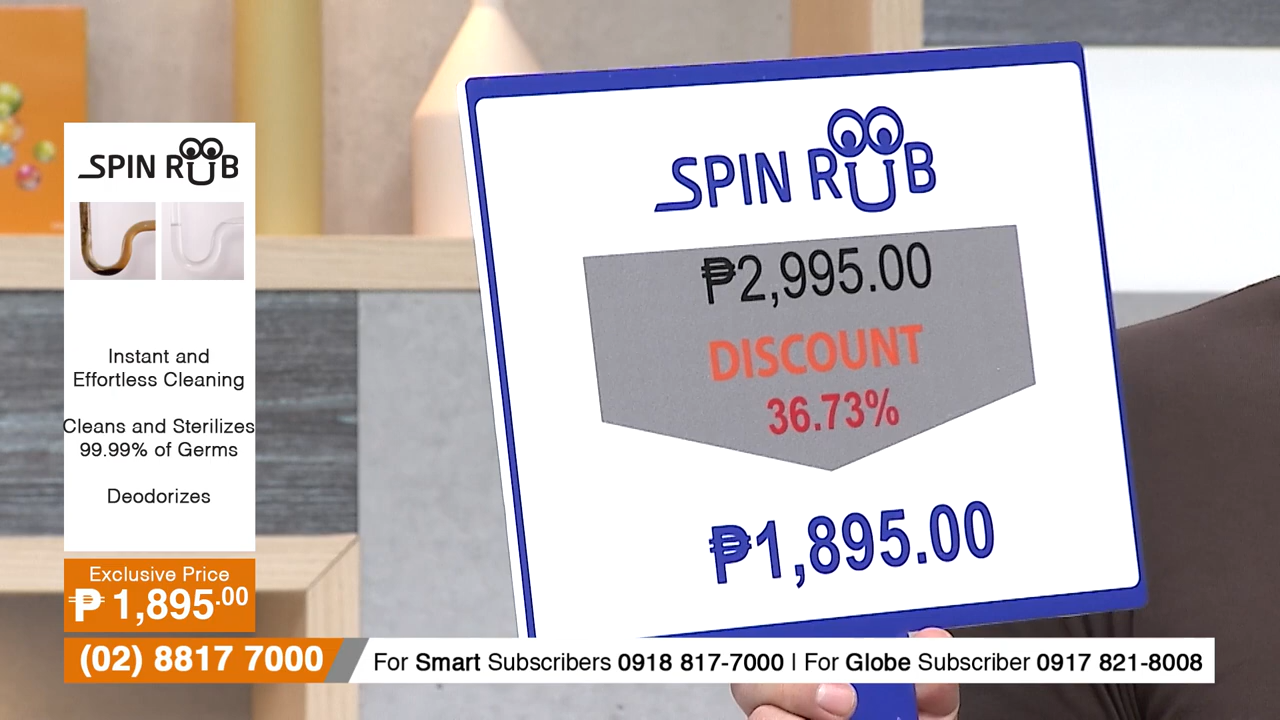 SPIN RUB
Instant and
Effortless Cleaning
Cleans and Sterilizes
99.99% of Germs
Deodorizes
Exclusive Price
₱ 1,895.00
SPIN RUB
₱2,995.00
DISCOUNT
36.73%
₱1,895.00
(02) 8817 7000
For Smart Subscribers 0918 817-7000 | For Globe Subscriber 0917 821-8008